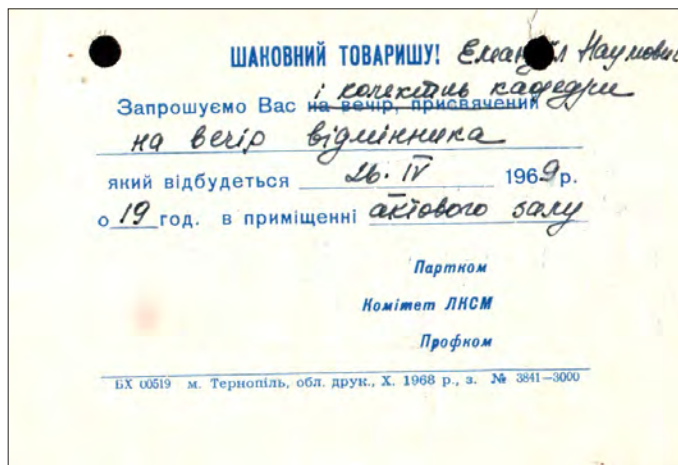 ШАНОВНИЙ ТОВАРИШУ! Наумович
і колектив кафедри
Запрошуємо Вас на вечір, присвячений
на вечір відмінника
який відбудеться 26. IV 1969 р.
о 19 год. в приміщенні актового залу
Партком
Комітет ЛКСМ
Профком
БХ 00519 м. Тернопіль, обл. друк., X. 1968 р., з. № 3841—3000